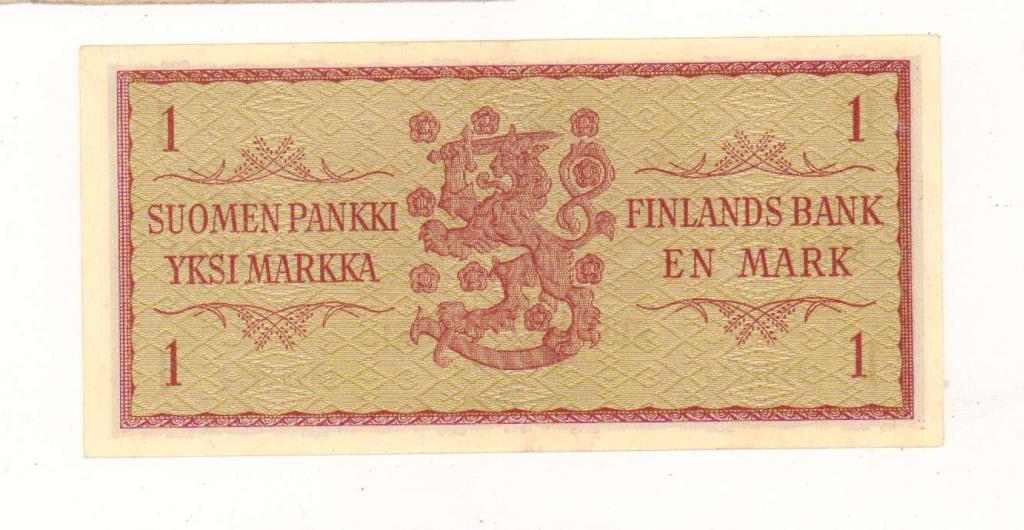 1
1
SUOMEN PANKKI
YKSI MARKKA
FINLANDS BANK
EN MARK
1
1